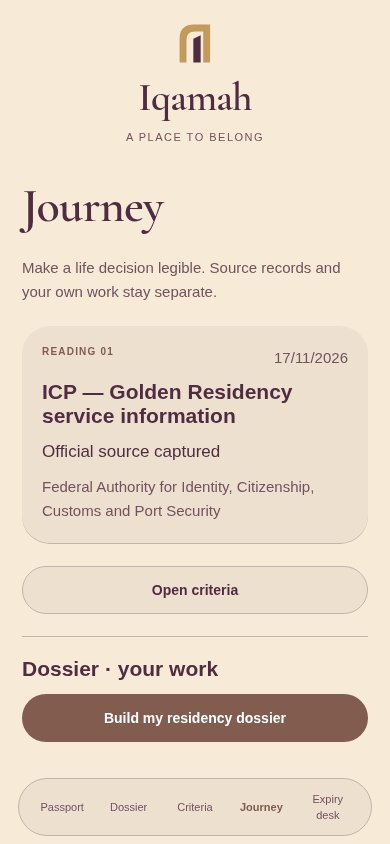 Iqamah
A PLACE TO BELONG
Journey
Make a life decision legible. Source records and
your own work stay separate.
READING 01
17/11/2026
ICP — Golden Residency
service information
Official source captured
Federal Authority for Identity, Citizenship,
Customs and Port Security
Open criteria
Dossier · your work
Build my residency dossier
Passport
Dossier
Criteria
Journey
Expiry
desk